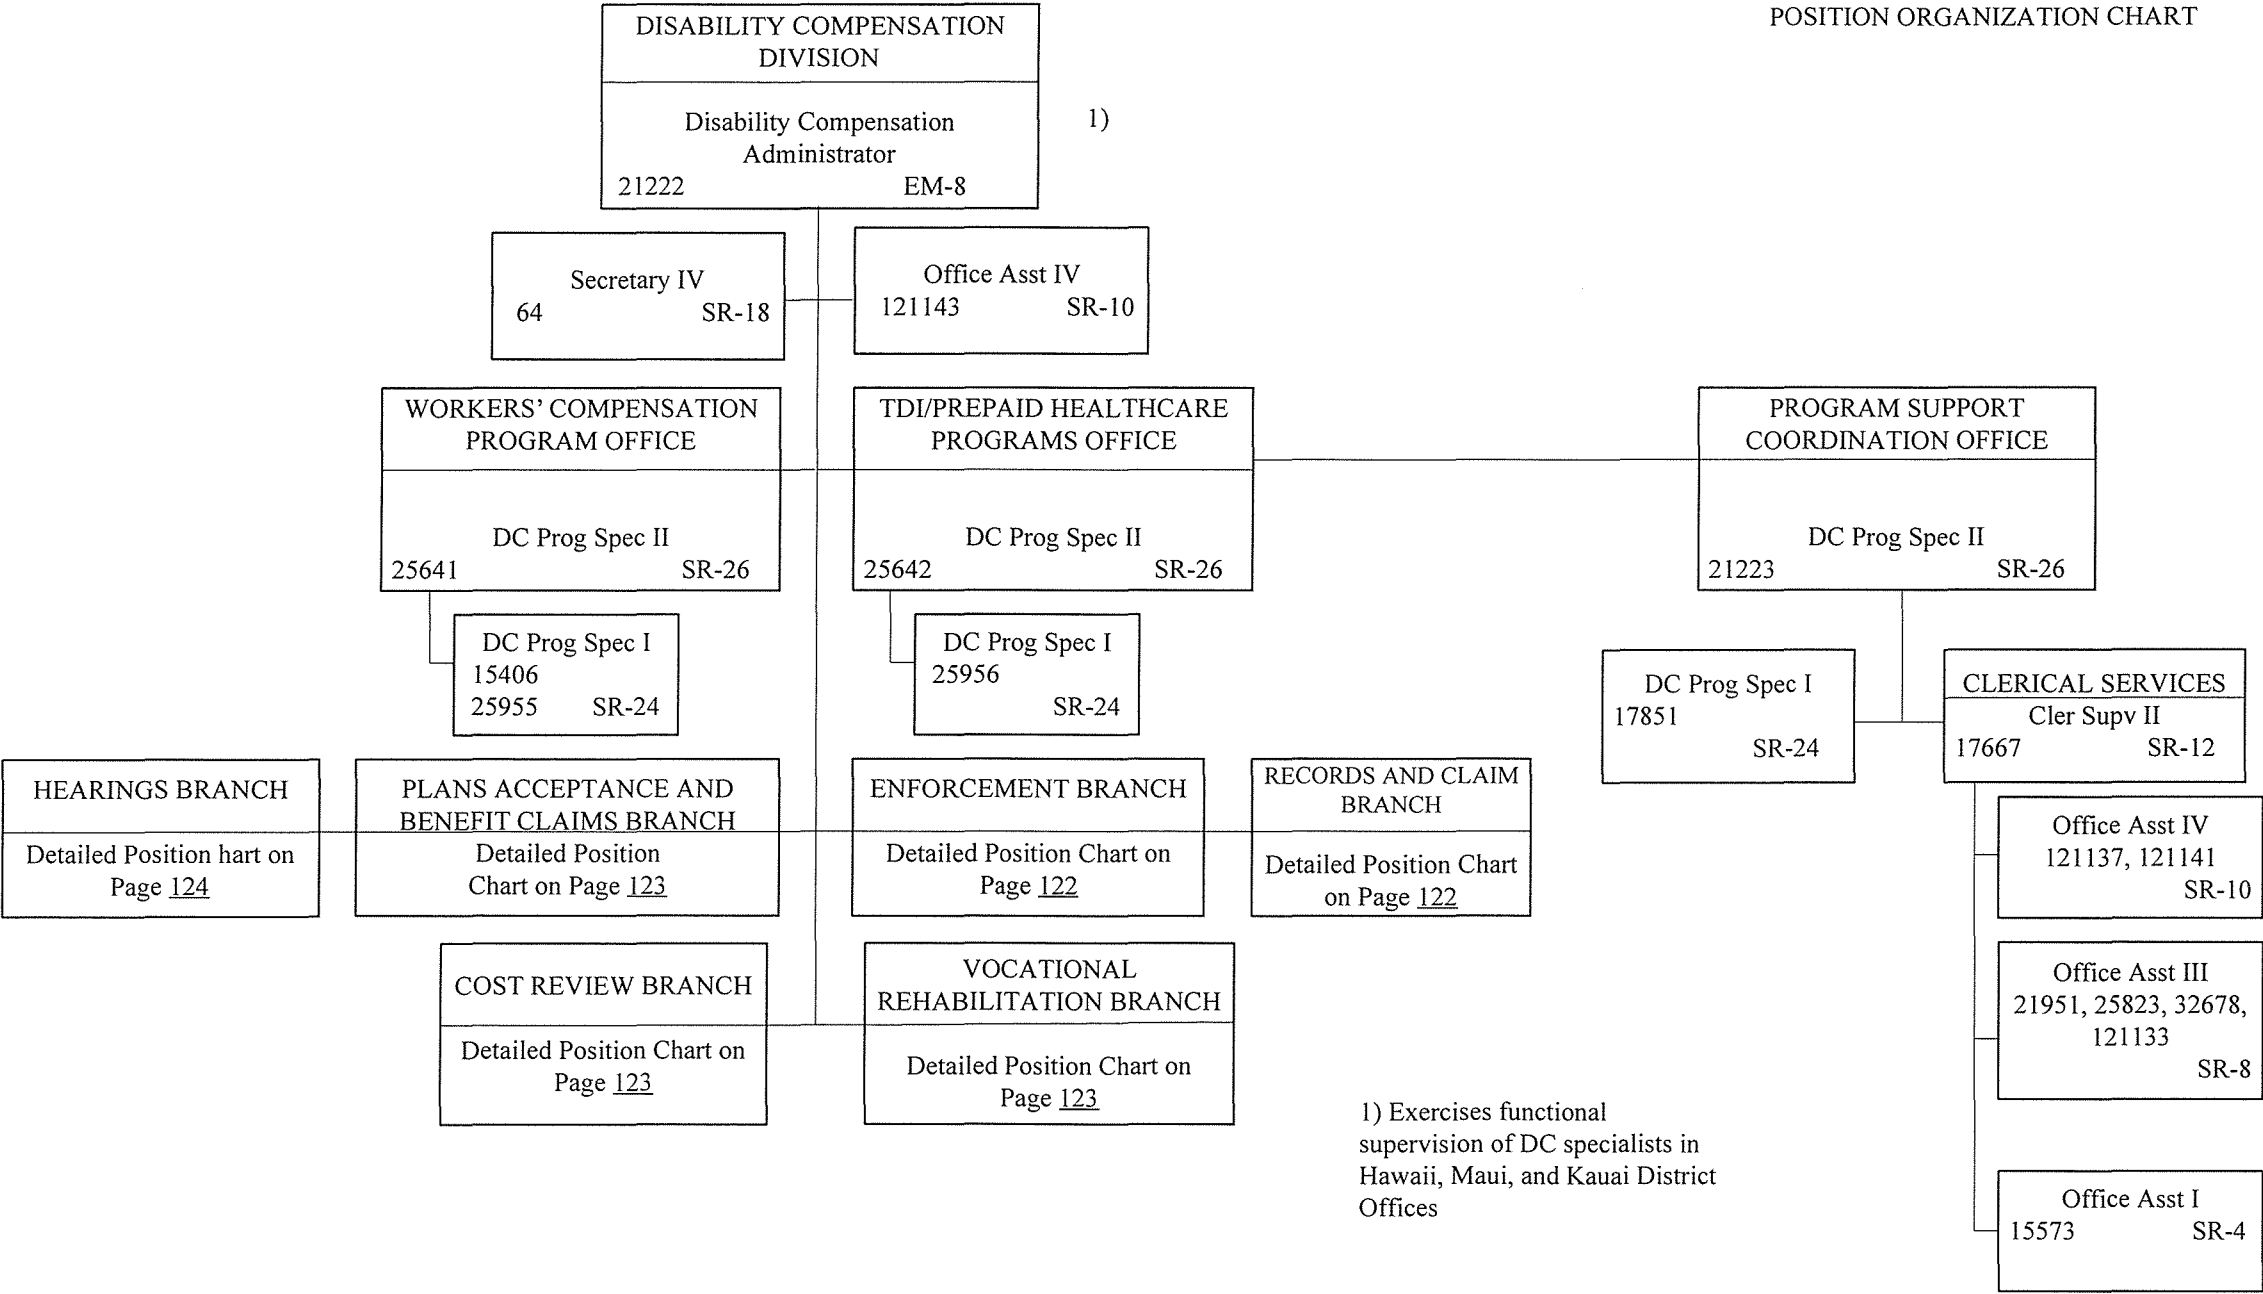 POSITION ORGANIZATION CHART
DISABILITY COMPENSATION
DIVISION
Disability Compensation
Administrator
21222 EM-8
1)
Secretary IV
64 SR-18
Office Asst IV
121143 SR-10
WORKERS’ COMPENSATION
PROGRAM OFFICE
DC Prog Spec II
25641 SR-26
TDI/PREPAID HEALTHCARE
PROGRAMS OFFICE
DC Prog Spec II
25642 SR-26
PROGRAM SUPPORT
COORDINATION OFFICE
DC Prog Spec II
21223 SR-26
DC Prog Spec I
15406
25955 SR-24
DC Prog Spec I
25956
SR-24
DC Prog Spec I
17851
SR-24
CLERICAL SERVICES
Cler Supv II
17667 SR-12
HEARINGS BRANCH
Detailed Position hart on
Page 124
PLANS ACCEPTANCE AND
BENEFIT CLAIMS BRANCH
Detailed Position
Chart on Page 123
ENFORCEMENT BRANCH
Detailed Position Chart on
Page 122
RECORDS AND CLAIM
BRANCH
Detailed Position Chart
on Page 122
Office Asst IV
121137, 121141
SR-10
COST REVIEW BRANCH
Detailed Position Chart on
Page 123
VOCATIONAL
REHABILITATION BRANCH
Detailed Position Chart on
Page 123
Office Asst III
21951, 25823, 32678,
121133
SR-8
1) Exercises functional
supervision of DC specialists in
Hawaii, Maui, and Kauai District
Offices
Office Asst I
15573 SR-4